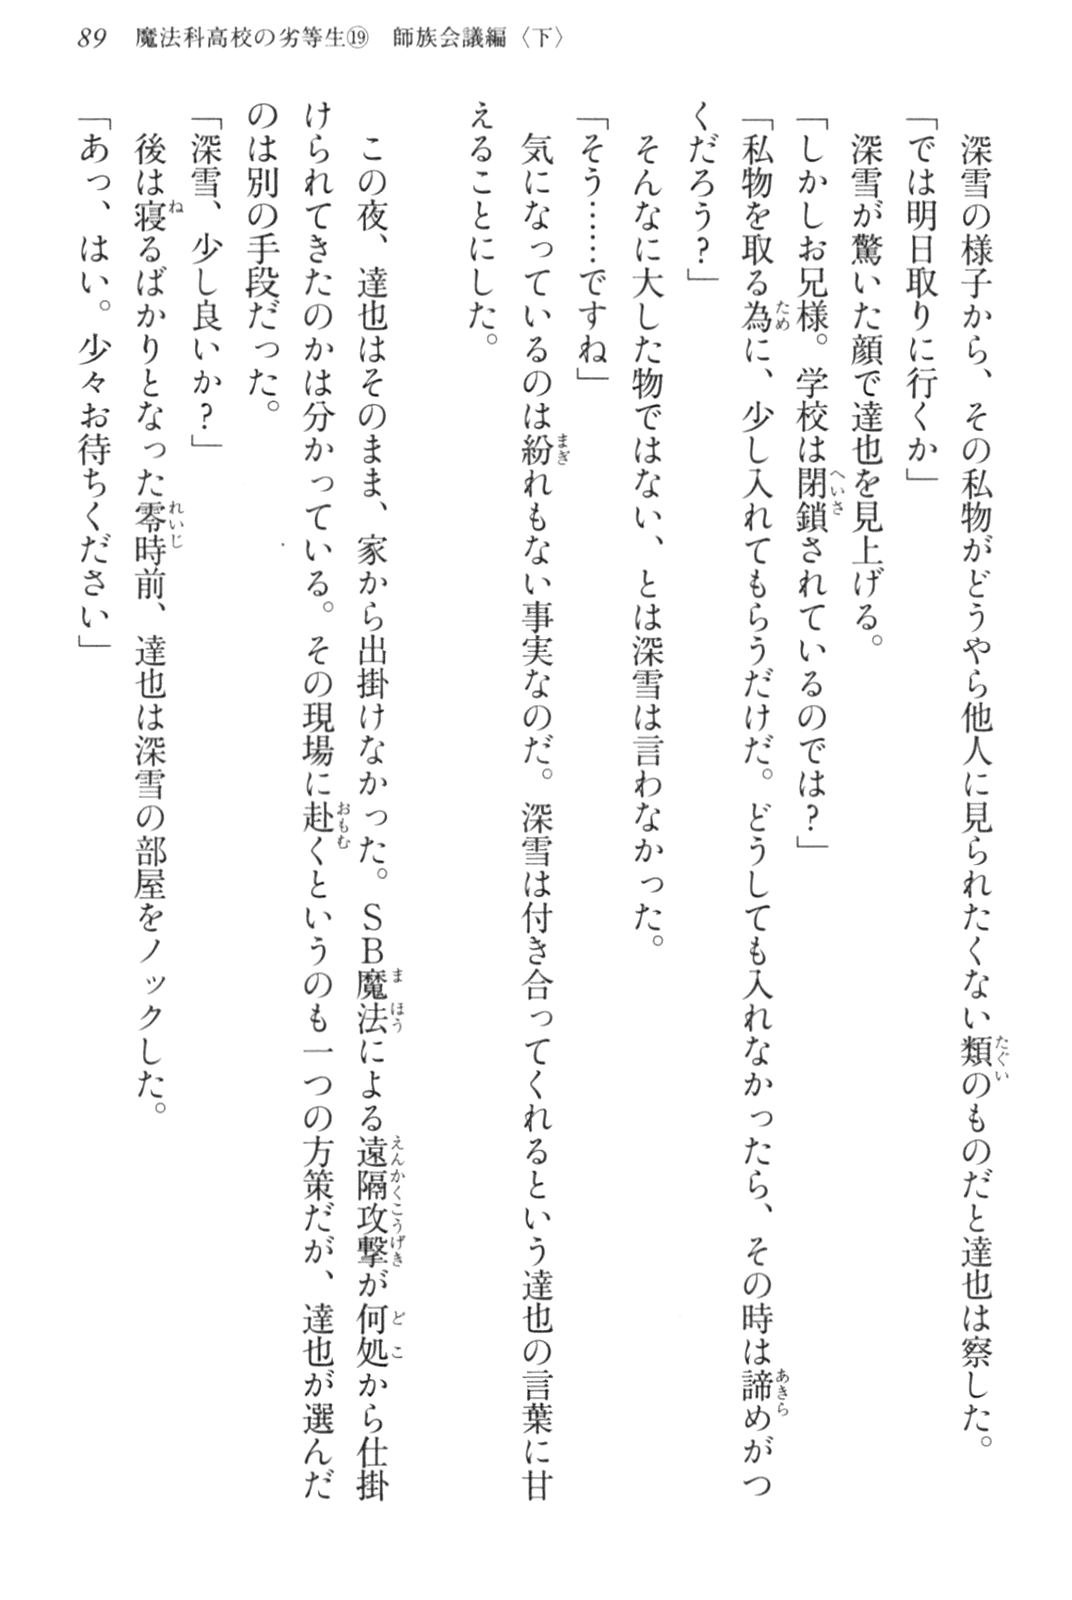 89 魔法科高校の劣等生⑲ 師族会議編〈下〉
　深雪の様子から、その私物がどうやら他人に見られたくない類のものだと達也は察した。
「では明日取りに行くか」
　深雪が驚いた顔で達也を見上げる。
「しかしお兄様。学校は閉鎖されているのでは？」
「私物を取る為に、少し入れてもらうだけだ。どうしても入れなかったら、その時は諦めがつ
くだろう？」
　そんなに大した物ではない、とは深雪は言わなかった。
「そう……ですね」
　気になっているのは紛れもない事実なのだ。深雪は付き合ってくれるという達也の言葉に甘
えることにした。
　この夜、達也はそのまま、家から出掛けなかった。ＳＢ魔法による遠隔攻撃が何処から仕掛
けられてきたのかは分かっている。その現場に赴くというのも一つの方策だが、達也が選んだ
のは別の手段だった。
「深雪、少し良いか？」
　後は寝るばかりとなった零時前、達也は深雪の部屋をノックした。
「あっ、はい。少々お待ちください」